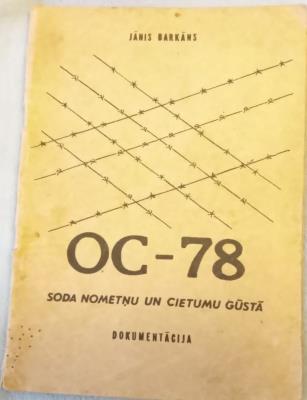 JĀNIS BARKĀNS
OC-78
SODA NOMETŅU UN CIETUMU GŪSTĀ
DOKUMENTĀCIJA